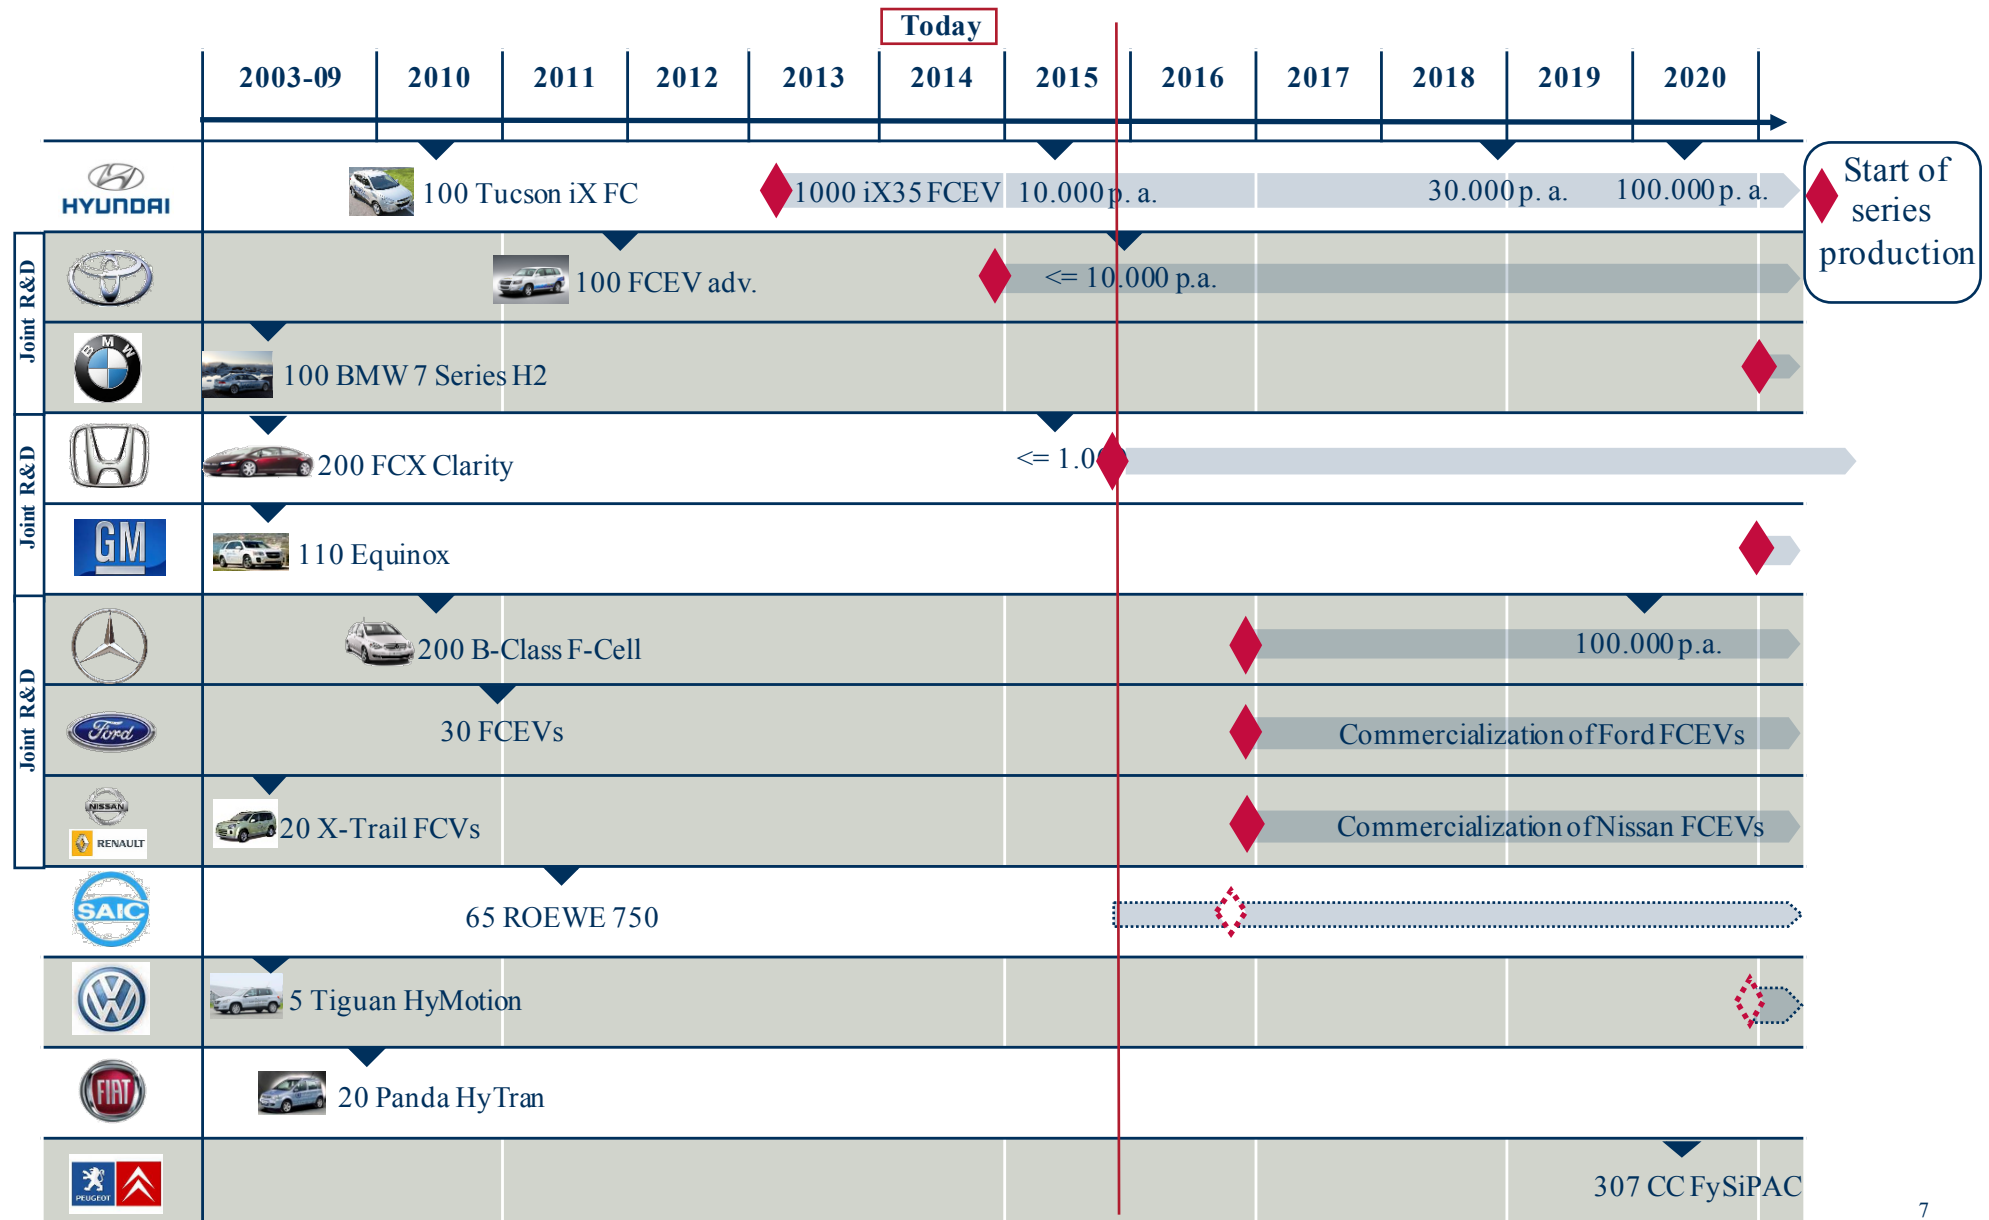 Today
2003-09 2010 2011 2012 2013 2014 2015 2016 2017 2018 2019 2020
Start of
series
production
HYUNDAI
100 Tucson iX FC
1000 iX35 FCEV
10.000 p. a.
30.000 p. a.
100.000 p. a.
Joint R&D
100 FCEV adv.
<= 10.000 p.a.
BMW
100 BMW 7 Series H2
Joint R&D
200 FCX Clarity
<= 1.0
GM
110 Equinox
Joint R&D
200 B-Class F-Cell
100.000 p.a.
Ford
30 FCEVs
Commercialization of Ford FCEVs
NISSAN
RENAULT
20 X-Trail FCVs
Commercialization of Nissan FCEVs
SAIC
65 ROEWE 750
VW
5 Tiguan HyMotion
FIAT
20 Panda HyTran
PEUGEOT
307 CC FySiPAC
7